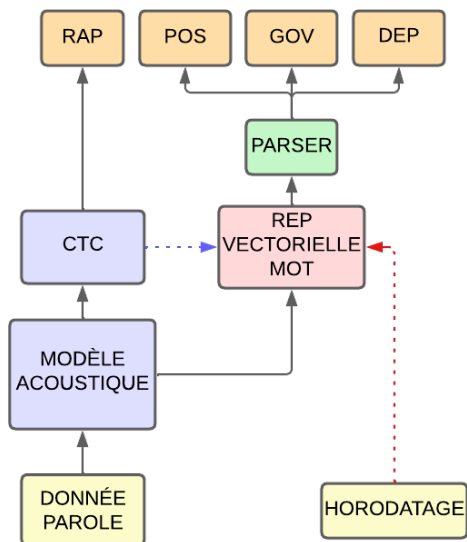 RAP
POS
GOV
DEP
PARSER
CTC
REP
VECTORIELLE
MOT
MODÈLE
ACOUSTIQUE
DONNÉE
PAROLE
HORODATAGE